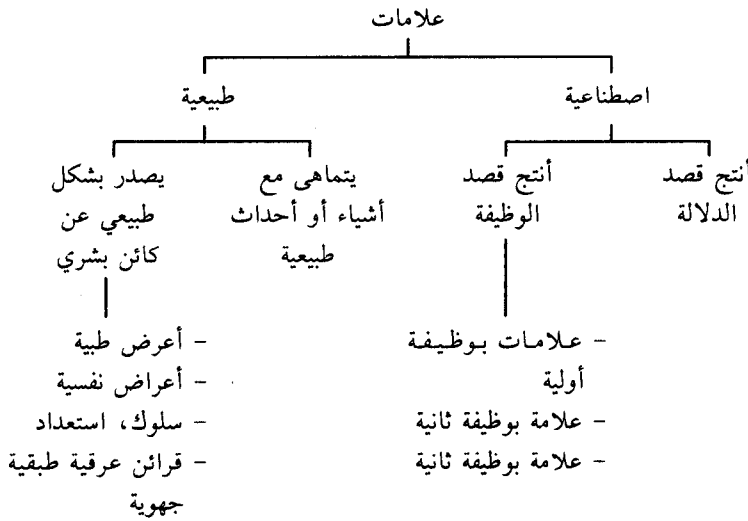 علامات
اصطناعية
طبيعية
أنتج قصد
الدلالة
أنتج قصد
الوظيفة
يتماهى مع
أشياء أو أحداث
طبيعية
يصدر بشكل
طبيعي عن
كائن بشري
– علامات بوظيفة
أولية
– علامة بوظيفة ثانية
– علامة بوظيفة ثانية
– أعرض طبية
– أعراض نفسية
– سلوك، استعداد
– قرائن عرقية طبقية
جهوية